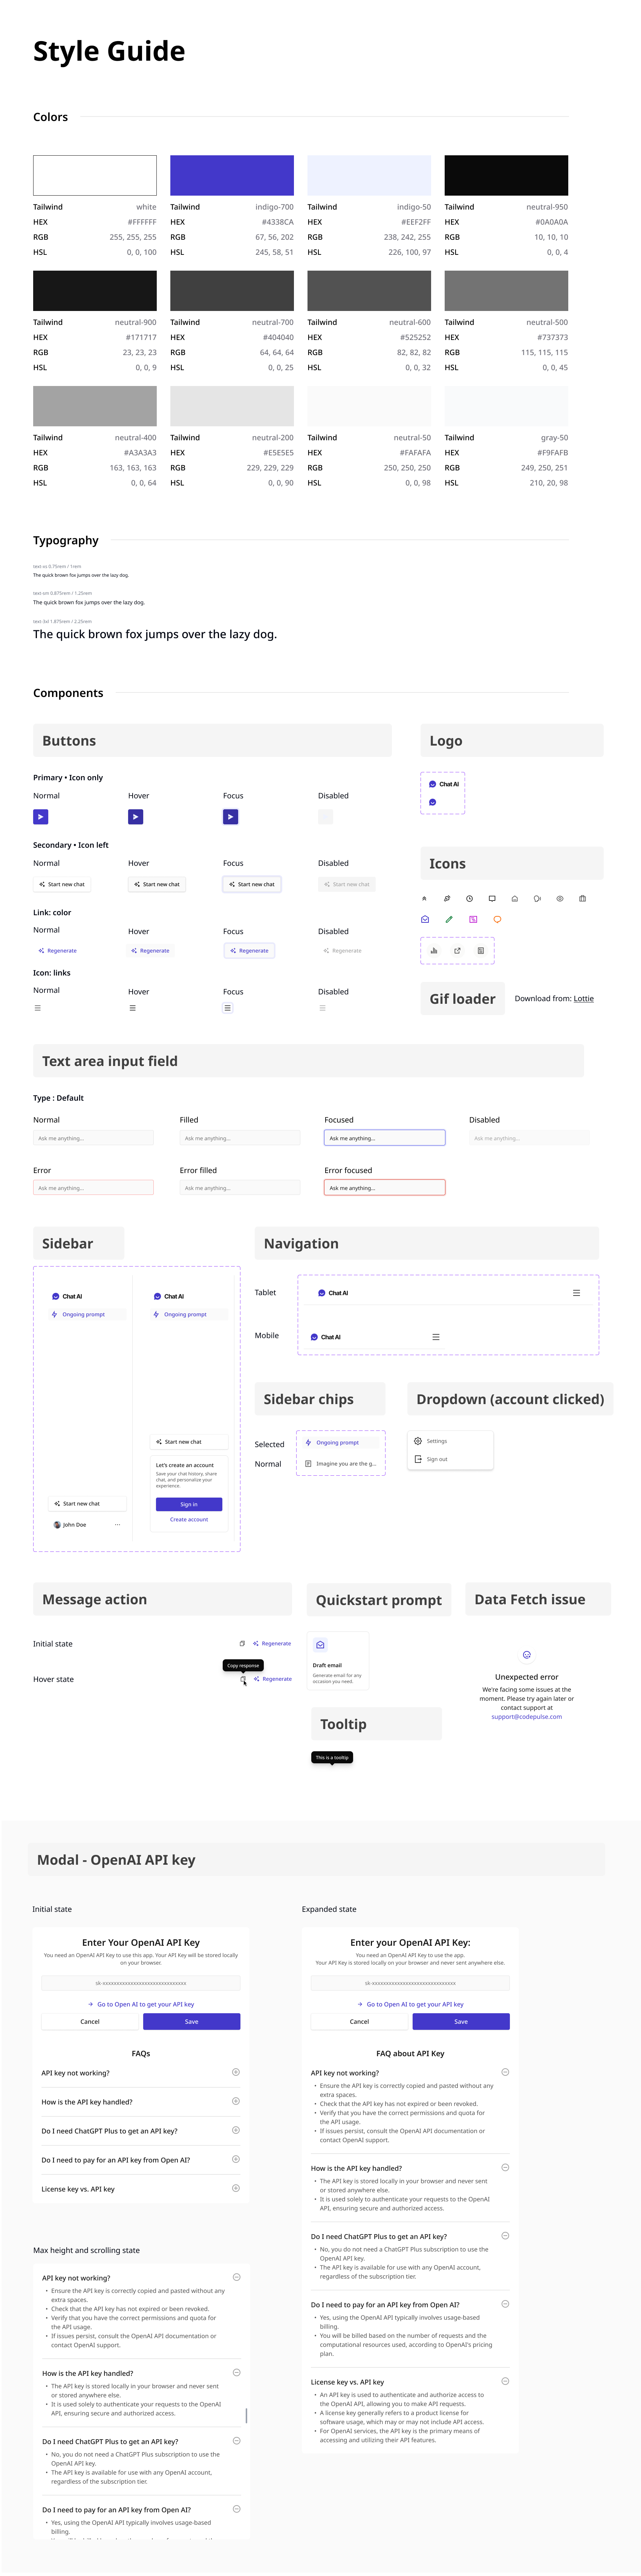 Style Guide
Colors
Tailwind white
HEX #FFFFFF
RGB 255, 255, 255
HSL 0, 0, 100
Tailwind indigo-700
HEX #4338CA
RGB 67, 56, 202
HSL 245, 58, 51
Tailwind indigo-50
HEX #EEF2FF
RGB 238, 242, 255
HSL 226, 100, 97
Tailwind neutral-950
HEX #0A0A0A
RGB 10, 10, 10
HSL 0, 0, 4
Tailwind neutral-900
HEX #171717
RGB 23, 23, 23
HSL 0, 0, 9
Tailwind neutral-700
HEX #404040
RGB 64, 64, 64
HSL 0, 0, 25
Tailwind neutral-600
HEX #525252
RGB 82, 82, 82
HSL 0, 0, 32
Tailwind neutral-500
HEX #737373
RGB 115, 115, 115
HSL 0, 0, 45
Tailwind neutral-400
HEX #A3A3A3
RGB 163, 163, 163
HSL 0, 0, 64
Tailwind neutral-200
HEX #E5E5E5
RGB 229, 229, 229
HSL 0, 0, 90
Tailwind neutral-50
HEX #FAFAFA
RGB 250, 250, 250
HSL 0, 0, 98
Tailwind gray-50
HEX #F9FAFB
RGB 249, 250, 251
HSL 210, 20, 98
Typography
text-xs 0.75rem / 1rem
The quick brown fox jumps over the lazy dog.
text-sm 0.875rem / 1.25rem
The quick brown fox jumps over the lazy dog.
text-3xl 1.875rem / 2.25rem
The quick brown fox jumps over the lazy dog.
Components
Buttons
Primary • Icon only
Normal Hover Focus Disabled
Secondary • Icon left
Normal Hover Focus Disabled
Start new chat Start new chat Start new chat Start new chat
Link: color
Normal Hover Focus Disabled
Regenerate Regenerate Regenerate Regenerate
Icon: links
Normal Hover Focus Disabled
Logo
Chat AI
Icons
Gif loader
Download from: Lottie
Text area input field
Type : Default
Normal Filled Focused Disabled
Ask me anything... Ask me anything... Ask me anything... Ask me anything...
Error Error filled Error focused
Ask me anything... Ask me anything... Ask me anything...
Sidebar
Chat AI
Ongoing prompt
Start new chat
John Doe
Chat AI
Ongoing prompt
Start new chat
Let's create an account
Save your chat history, share
chat, and personalize your
experience.
Sign in
Create account
Navigation
Tablet
Chat AI
Mobile
Chat AI
Sidebar chips
Selected
Ongoing prompt
Normal
Imagine you are the g...
Dropdown (account clicked)
Settings
Sign out
Message action
Initial state
Regenerate
Copy response
Hover state
Regenerate
Quickstart prompt
Draft email
Generate email for any
occasion you need.
Tooltip
This is a tooltip
Data Fetch issue
Unexpected error
We're facing some issues at the
moment. Please try again later or
contact support at
support@codepulse.com
Modal - OpenAI API key
Initial state
Enter Your OpenAI API Key
You need an OpenAI API Key to use this app. Your API Key will be stored locally
on your browser.
Go to Open AI to get your API key
Cancel Save
FAQs
API key not working?
How is the API key handled?
Do I need ChatGPT Plus to get an API key?
Do I need to pay for an API key from Open AI?
License key vs. API key
Expanded state
Enter your OpenAI API Key:
You need an OpenAI API Key to use the app.
Your API Key is stored locally on your browser and never sent anywhere else.
Go to Open AI to get your API key
Cancel Save
FAQ about API Key
API key not working?
• Ensure the API key is correctly copied and pasted without any
extra spaces.
• Check that the API key has not expired or been revoked.
• Verify that you have the correct permissions and quota for
the API usage.
• If issues persist, consult the OpenAI API documentation or
contact OpenAI support.
How is the API key handled?
• The API key is stored locally in your browser and never sent
or stored anywhere else.
• It is used solely to authenticate your requests to the OpenAI
API, ensuring secure and authorized access.
Do I need ChatGPT Plus to get an API key?
• No, you do not need a ChatGPT Plus subscription to use the
OpenAI API key.
• The API key is available for use with any OpenAI account,
regardless of the subscription tier.
Do I need to pay for an API key from Open AI?
• Yes, using the OpenAI API typically involves usage-based
billing.
• You will be billed based on the number of requests and the
computational resources used, according to OpenAI's pricing
plan.
License key vs. API key
• An API key is used to authenticate and authorize access to
the OpenAI API, allowing you to make API requests.
• A license key generally refers to a product license for
software usage, which may or may not include API access.
• For OpenAI services, the API key is the primary means of
accessing and utilizing their API features.
Max height and scrolling state
API key not working?
• Ensure the API key is correctly copied and pasted without any
extra spaces.
• Check that the API key has not expired or been revoked.
• Verify that you have the correct permissions and quota for
the API usage.
• If issues persist, consult the OpenAI API documentation or
contact OpenAI support.
How is the API key handled?
• The API key is stored locally in your browser and never sent
or stored anywhere else.
• It is used solely to authenticate your requests to the OpenAI
API, ensuring secure and authorized access.
Do I need ChatGPT Plus to get an API key?
• No, you do not need a ChatGPT Plus subscription to use the
OpenAI API key.
• The API key is available for use with any OpenAI account,
regardless of the subscription tier.
Do I need to pay for an API key from Open AI?
• Yes, using the OpenAI API typically involves usage-based
billing.